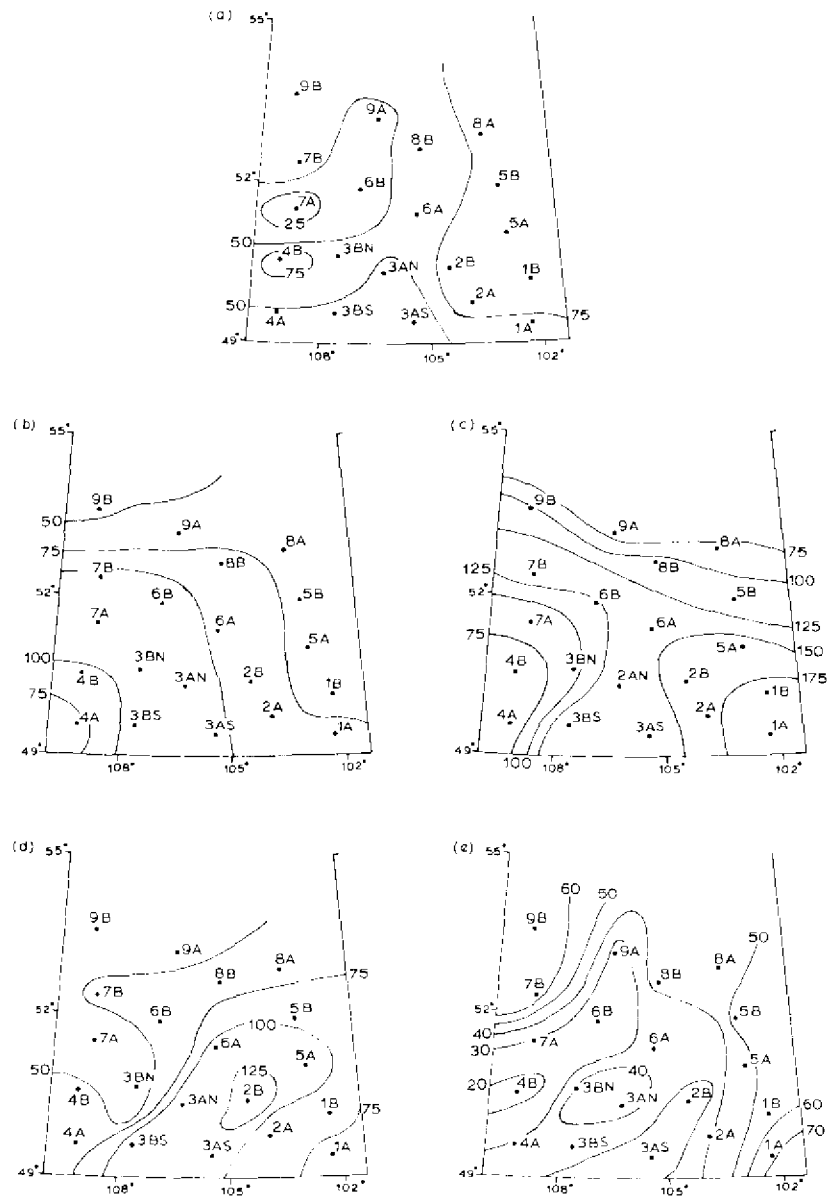 (a)
55°
9B
9A
8A
8B
7B
52°
6B
5B
7A
25
6A
5A
50
4B
3BN
3AN
2B
1B
75
50
4A
3BS
3AS
2A
1A
75
49°
108°
105°
102°
(b)
55°
9B
50
9A
8A
75
8B
7B
52°
6B
5B
7A
6A
5A
100
3BN
4B
3AN
2B
1B
75
4A
3BS
3AS
2A
1A
49°
108°
105°
102°
(c)
55°
9B
9A
8A
75
8B
100
7B
125
52°
6B
5B
125
7A
6A
75
5A
150
4B
3BN
2AN
2B
175
1B
4A
3BS
3AS
2A
1A
49°
100
108°
105°
102°
(d)
55°
9B
9A
8A
8B
75
7B
52°
6B
5B
100
7A
6A
5A
50
125
4B
3BN
3AN
2B
1B
75
4A
3BS
3AS
2A
1A
49°
108°
105°
102°
(e)
55°
60
50
9B
50
9A
8A
8B
7B
52°
6B
5B
40
30
7A
6A
5A
40
20
4B
3BN
3AN
2B
1B
60
4A
3BS
3AS
2A
70
1A
49°
108°
105°
102°